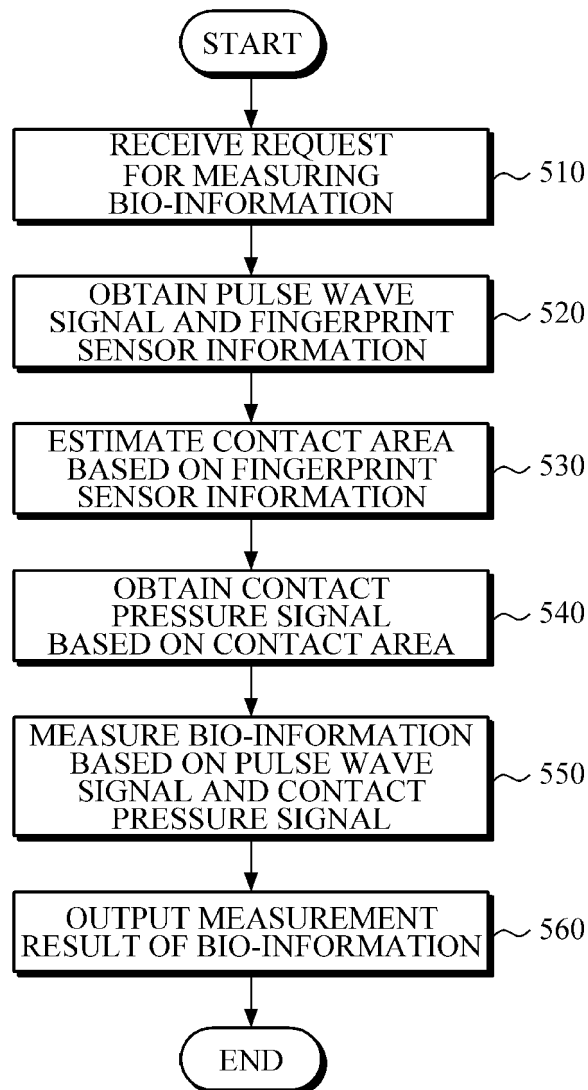 START
RECEIVE REQUEST
FOR MEASURING
BIO-INFORMATION
510
OBTAIN PULSE WAVE
SIGNAL AND FINGERPRINT
SENSOR INFORMATION
520
ESTIMATE CONTACT AREA
BASED ON FINGERPRINT
SENSOR INFORMATION
530
OBTAIN CONTACT
PRESSURE SIGNAL
BASED ON CONTACT AREA
540
MEASURE BIO-INFORMATION
BASED ON PULSE WAVE
SIGNAL AND CONTACT
PRESSURE SIGNAL
550
OUTPUT MEASUREMENT
RESULT OF BIO-INFORMATION
560
END